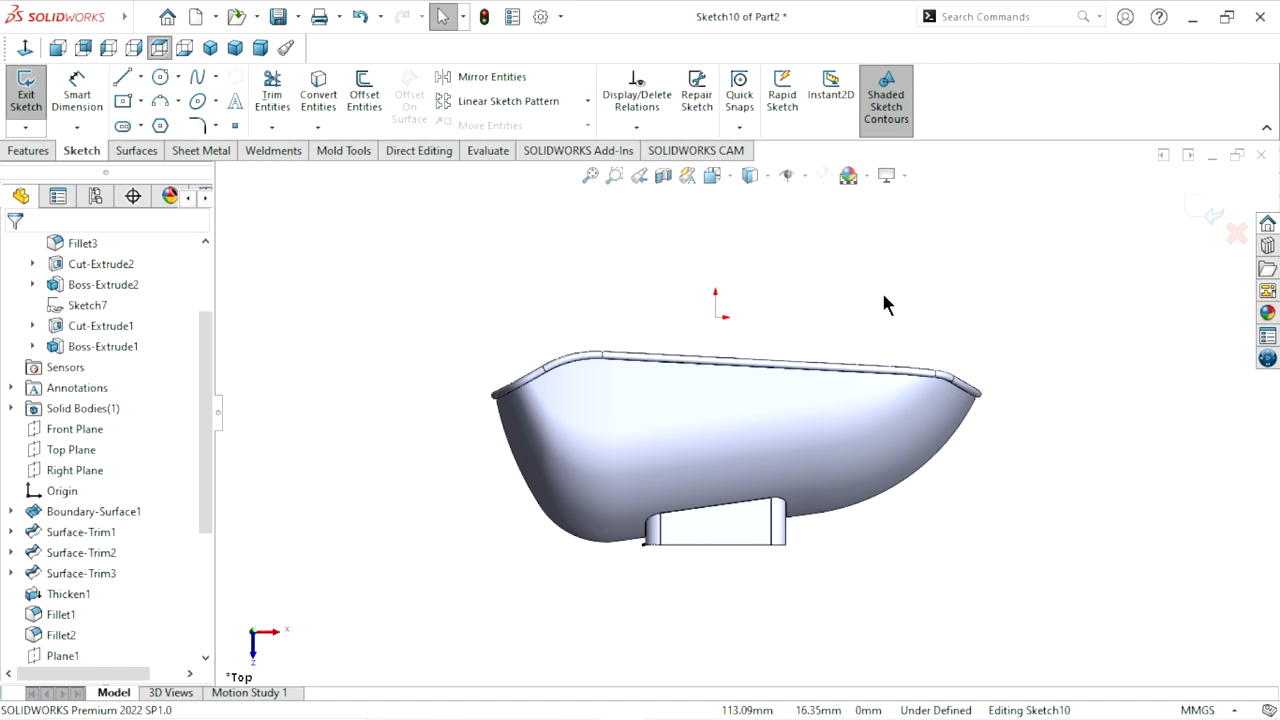 SOLIDWORKS
Sketch10 of Part2 *
Search Commands
Exit Sketch
Smart Dimension
Trim Entities
Convert Entities
Offset Entities
Offset On Surface
Mirror Entities
Linear Sketch Pattern
Move Entities
Display/Delete Relations
Repair Sketch
Quick Snaps
Rapid Sketch
Instant2D
Shaded Sketch Contours
Features
Sketch
Surfaces
Sheet Metal
Weldments
Mold Tools
Direct Editing
Evaluate
SOLIDWORKS Add-Ins
SOLIDWORKS CAM
Fillet3
Cut-Extrude2
Boss-Extrude2
Sketch7
Cut-Extrude1
Boss-Extrude1
Sensors
Annotations
Solid Bodies(1)
Front Plane
Top Plane
Right Plane
Origin
Boundary-Surface1
Surface-Trim1
Surface-Trim2
Surface-Trim3
Thicken1
Fillet1
Fillet2
Plane1
x
Y
Z
*Top
Model
3D Views
Motion Study 1
SOLIDWORKS Premium 2022 SP1.0
113.09mm
16.35mm
0mm
Under Defined
Editing Sketch10
MMGS